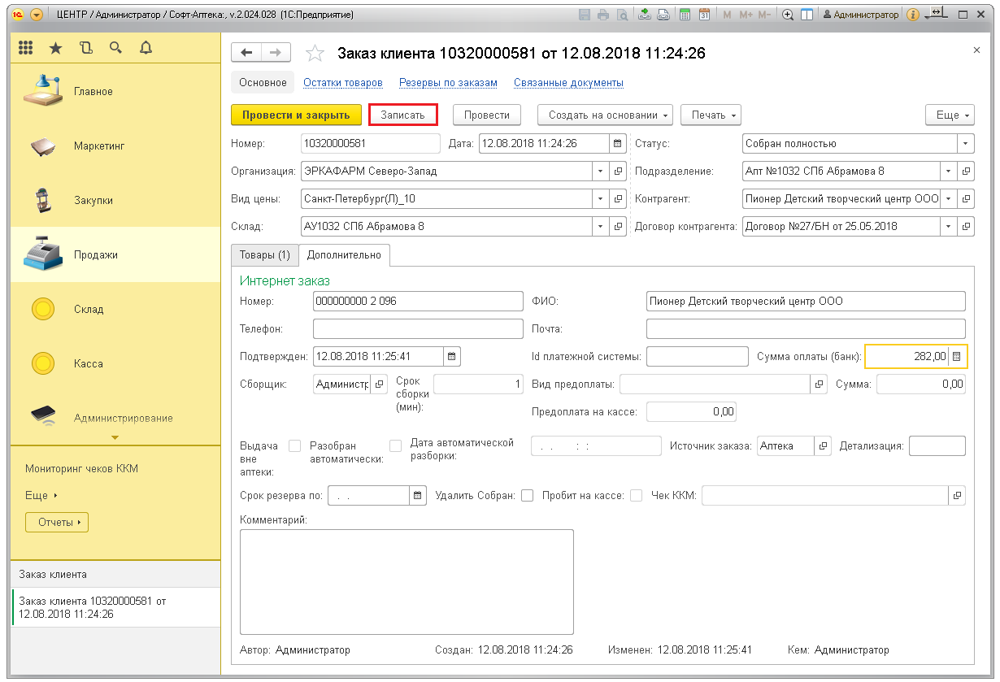 ЦЕНТР / Администратор / Софт-Аптека:, v.2.024.028 (1С:Предприятие)
M M+ M- Администратор
Главное
Маркетинг
Закупки
Продажи
Склад
Касса
Администрирование
Мониторинг чеков ККМ
Еще
Отчеты
Заказ клиента
Заказ клиента 10320000581 от
12.08.2018 11:24:26
Заказ клиента 10320000581 от 12.08.2018 11:24:26
Основное Остатки товаров Резервы по заказам Связанные документы
Провести и закрыть Записать Провести Создать на основании Печать Еще
Номер: 10320000581 Дата: 12.08.2018 11:24:26 Статус: Собран полностью
Организация: ЭРКАФАРМ Северо-Запад Подразделение: Апт №1032 СПб Абрамова 8
Вид цены: Санкт-Петербург(Л)_10 Контрагент: Пионер Детский творческий центр ООО
Склад: АУ1032 СПб Абрамова 8 Договор контрагента: Договор №27/БН от 25.05.2018
Товары (1) Дополнительно
Интернет заказ
Номер: 000000000 2 096 ФИО: Пионер Детский творческий центр ООО
Телефон: Почта:
Подтвержден: 12.08.2018 11:25:41 Id платежной системы: Сумма оплаты (банк): 282,00
Сборщик: Администр Срок сборки (мин): 1 Вид предоплаты: Сумма: 0,00
Предоплата на кассе: 0,00
Выдача вне аптеки: Разобран автоматически: Дата автоматической разборки: . . : : Источник заказа: Аптека Детализация:
Срок резерва по: . . Удалить Собран: Пробит на кассе: Чек ККМ:
Комментарий:
Автор: Администратор Создан: 12.08.2018 11:24:26 Изменен: 12.08.2018 11:25:41 Кем: Администратор